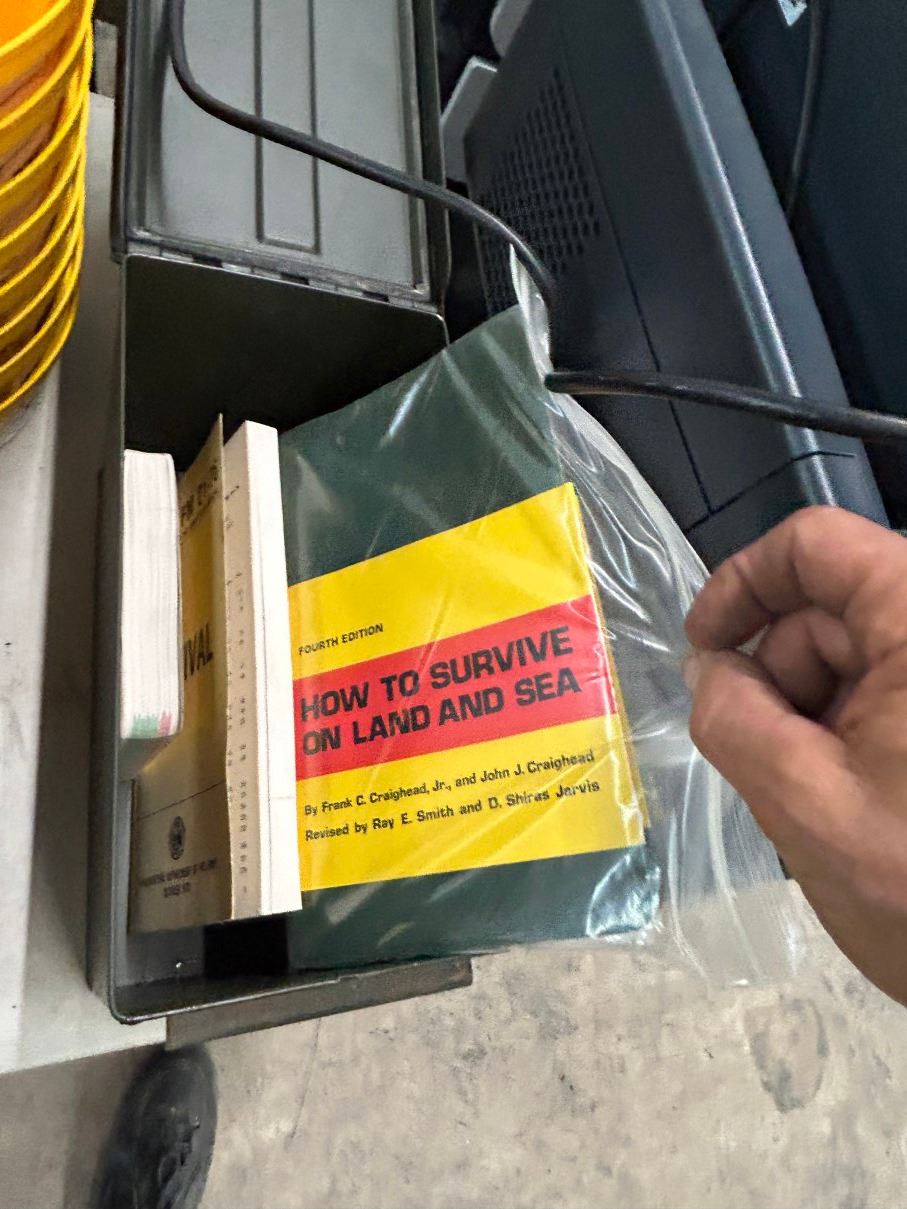 FOURTH EDITION
HOW TO SURVIVE
ON LAND AND SEA
By Frank C. Craighead, Jr., and John J. Craighead
Revised by Ray E. Smith and D. Shiras Jarvis